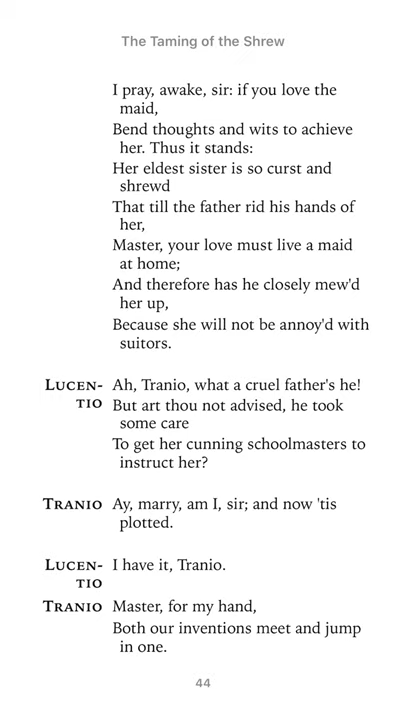 The Taming of the Shrew
I pray, awake, sir: if you love the
maid,
Bend thoughts and wits to achieve
her. Thus it stands:
Her eldest sister is so curst and
shrewd
That till the father rid his hands of
her,
Master, your love must live a maid
at home;
And therefore has he closely mew'd
her up,
Because she will not be annoy'd with
suitors.
LUCEN- Ah, Tranio, what a cruel father's he!
TIO But art thou not advised, he took
some care
To get her cunning schoolmasters to
instruct her?
TRANIO Ay, marry, am I, sir; and now 'tis
plotted.
LUCEN- I have it, Tranio.
TIO
TRANIO Master, for my hand,
Both our inventions meet and jump
in one.
44